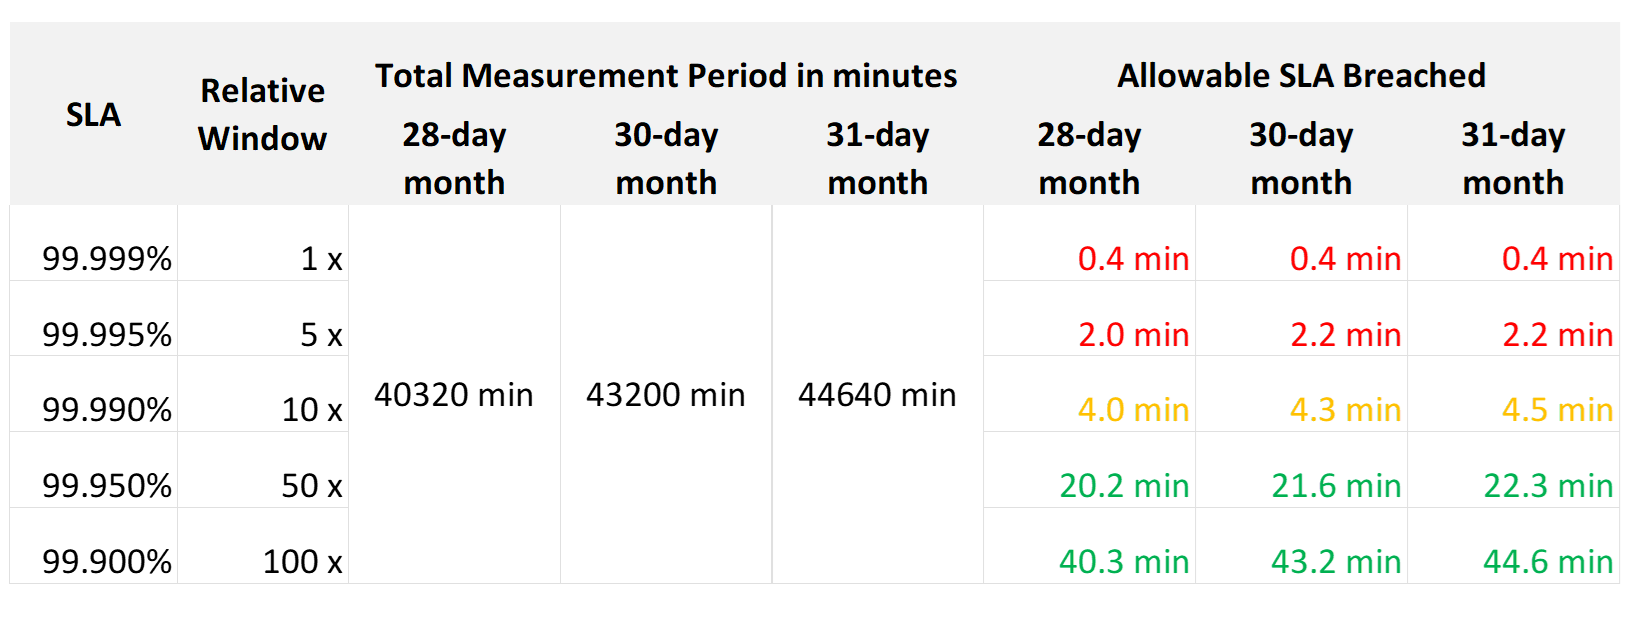 SLA
Relative
Window
Total Measurement Period in minutes
Allowable SLA Breached
28-day
month
30-day
month
31-day
month
28-day
month
30-day
month
31-day
month
99.999% 1 x 0.4 min 0.4 min 0.4 min
99.995% 5 x 2.0 min 2.2 min 2.2 min
40320 min 43200 min 44640 min
99.990% 10 x 4.0 min 4.3 min 4.5 min
99.950% 50 x 20.2 min 21.6 min 22.3 min
99.900% 100 x 40.3 min 43.2 min 44.6 min